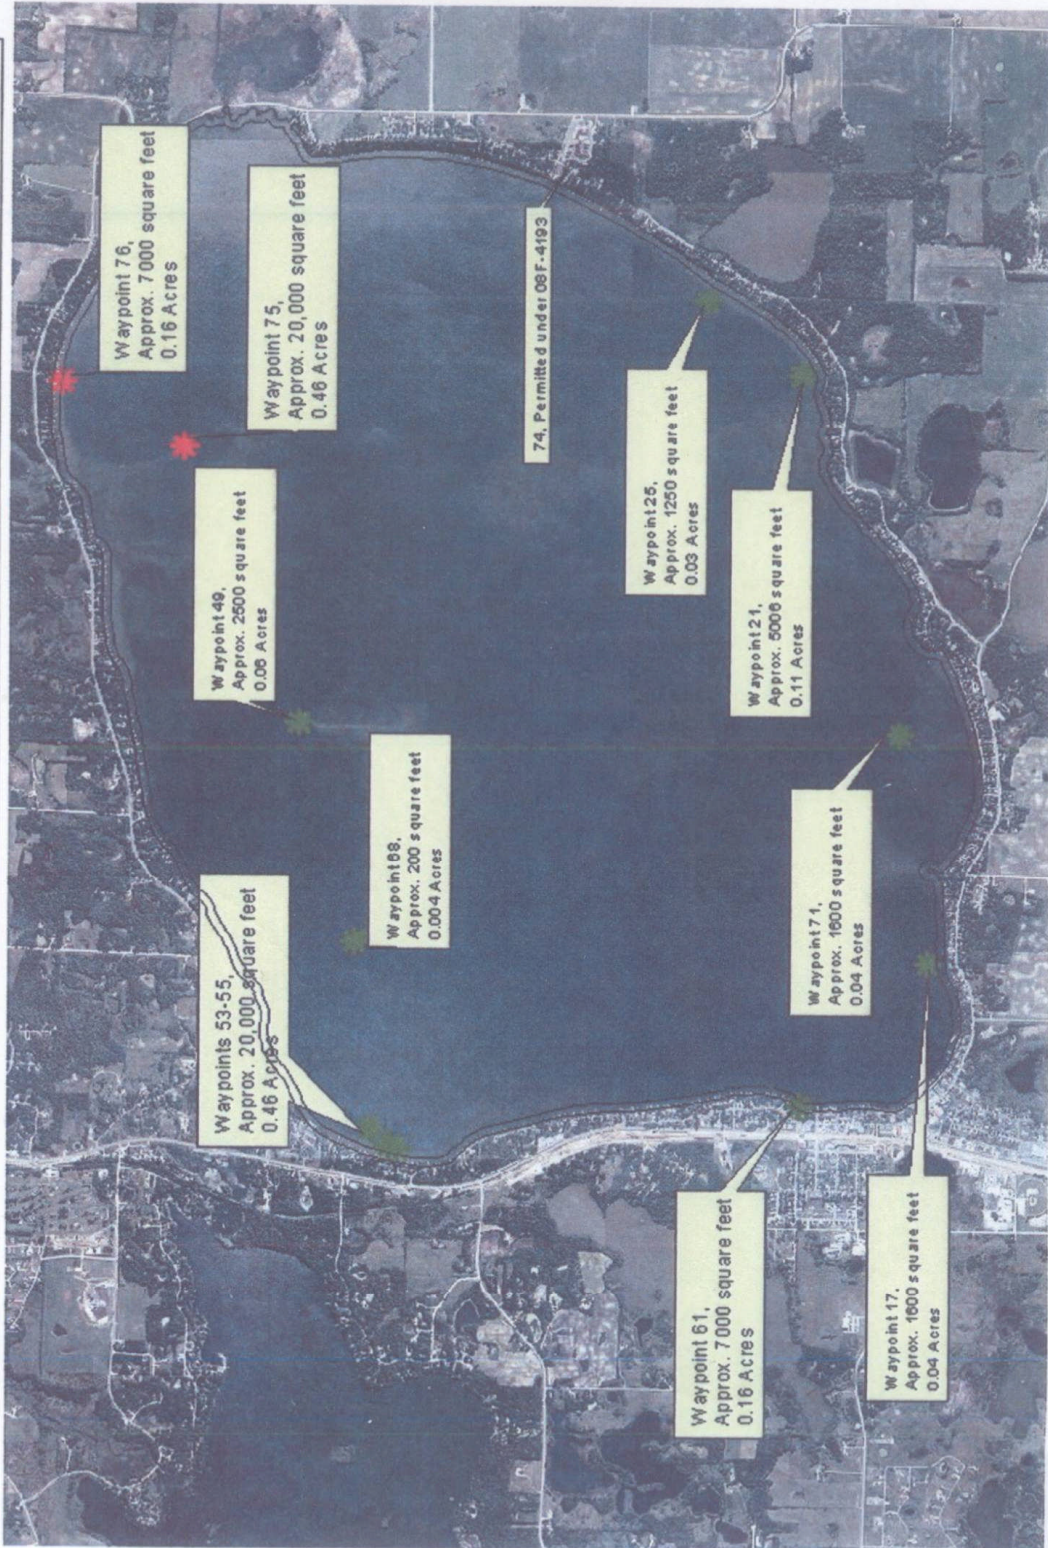 Waypoint 76,
Approx. 7000 square feet
0.16 Acres
Waypoint 75,
Approx. 20,000 square feet
0.46 Acres
Waypoint 49,
Approx. 2500 square feet
0.06 Acres
Waypoint 68,
Approx. 200 square feet
0.004 Acres
Waypoints 53-55,
Approx. 20,000 square feet
0.46 Acres
74, Permitted under 08F-4193
Waypoint 25,
Approx. 1250 square feet
0.03 Acres
Waypoint 21,
Approx. 5006 square feet
0.11 Acres
Waypoint 71,
Approx. 1600 square feet
0.04 Acres
Waypoint 61,
Approx. 7000 square feet
0.16 Acres
Waypoint 17,
Approx. 1600 square feet
0.04 Acres